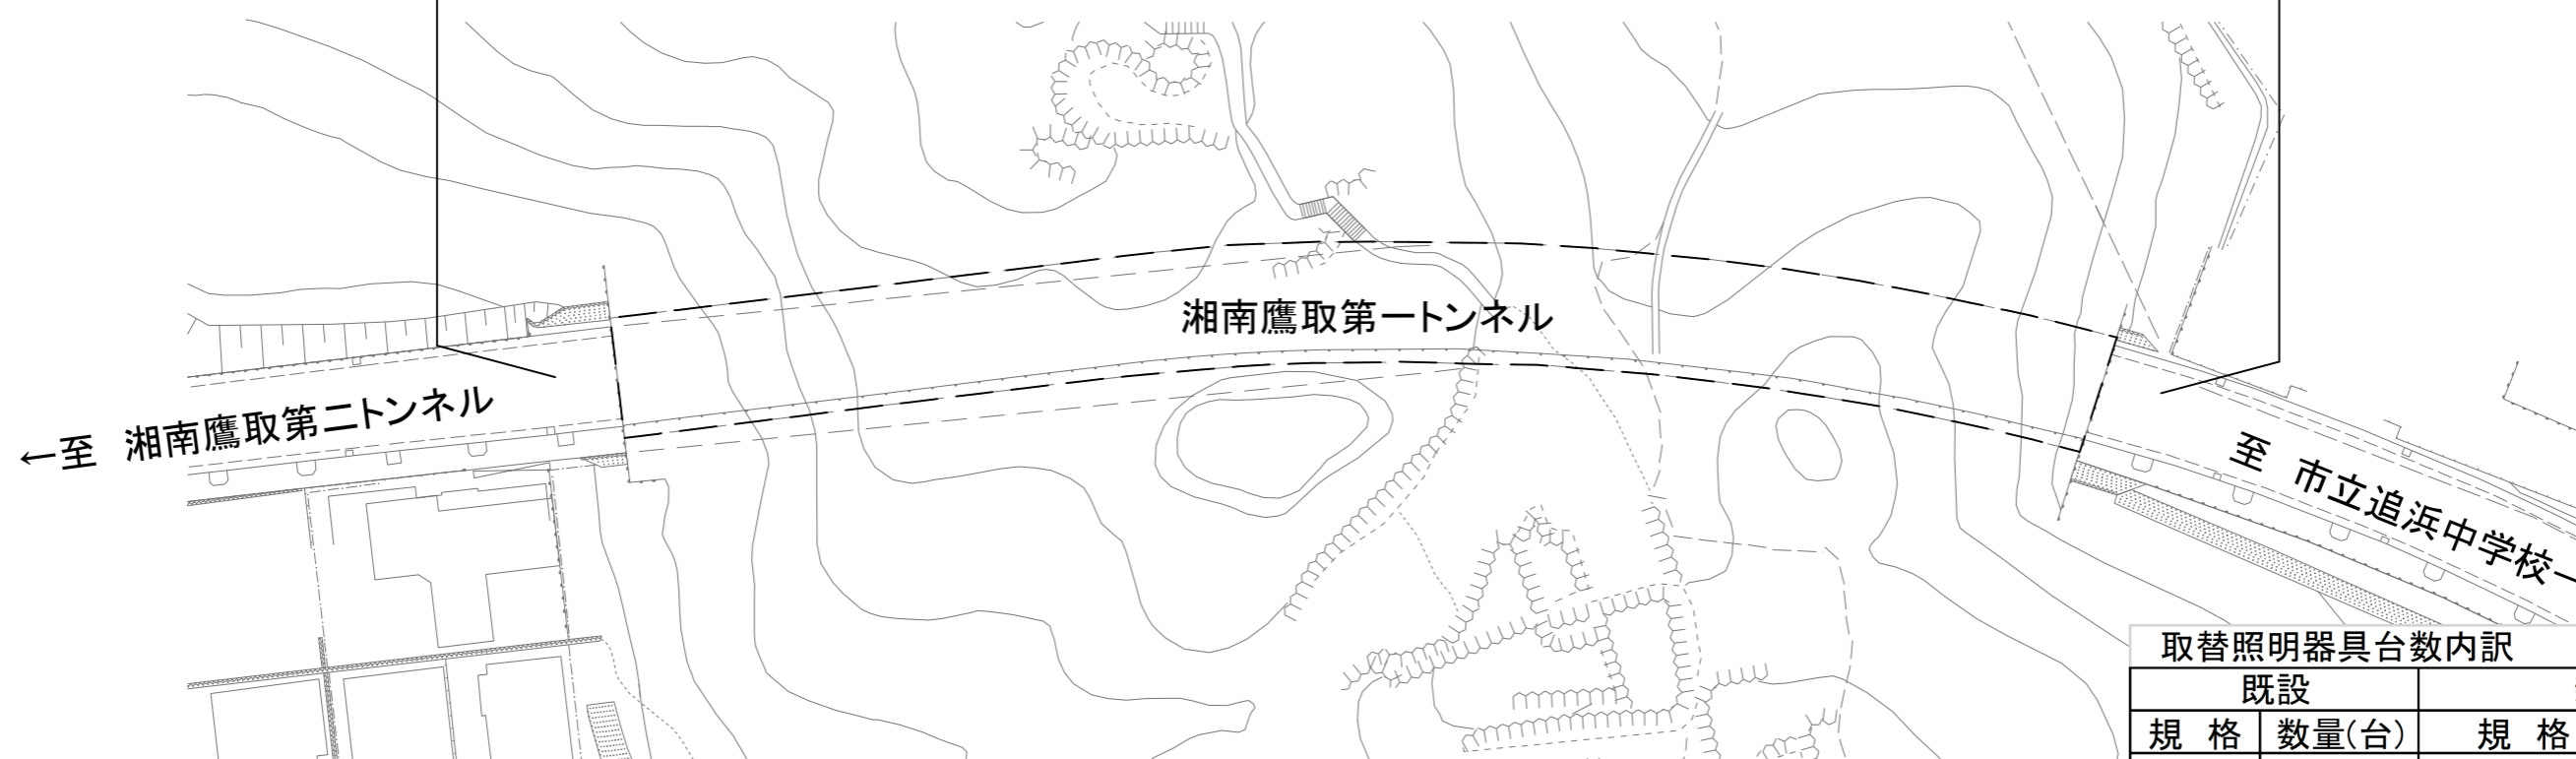 湘南鷹取第一トンネル
←至 湘南鷹取第二トンネル
至 市立追浜中学校
取替照明器具台数内訳
既設
規 格 数量(台) 規 格